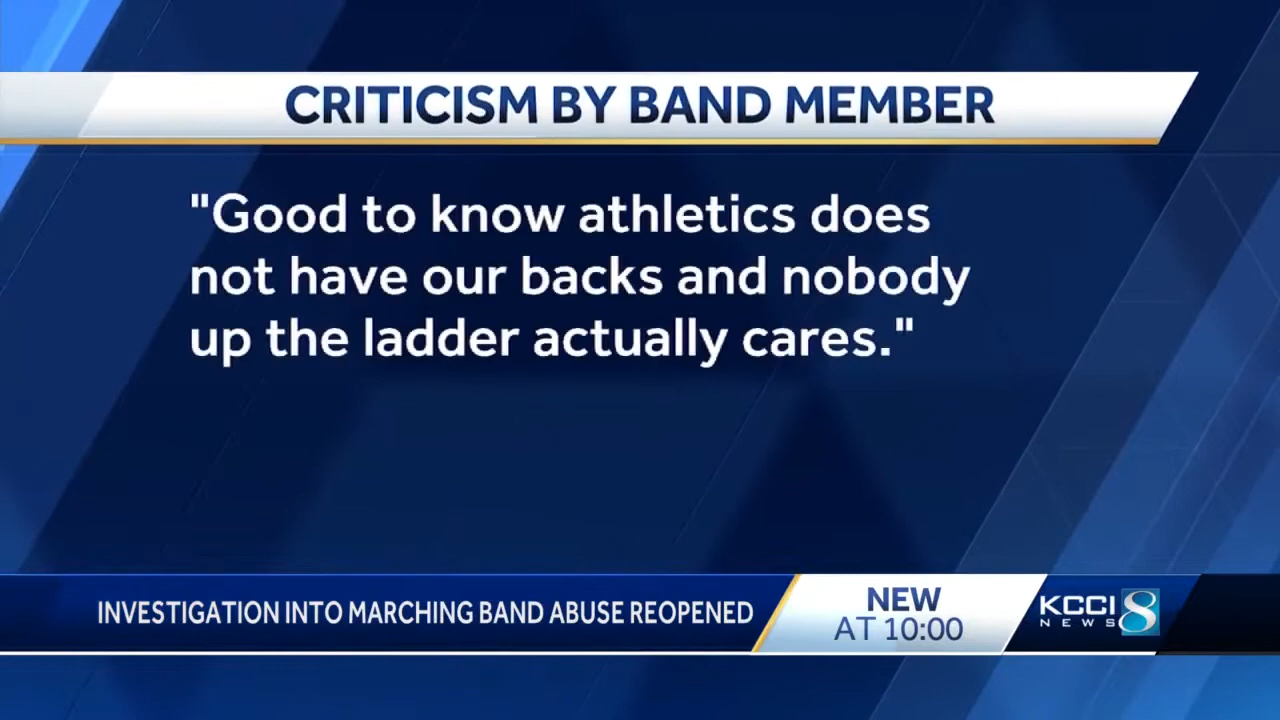 CRITICISM BY BAND MEMBER
"Good to know athletics does
not have our backs and nobody
up the ladder actually cares."
INVESTIGATION INTO MARCHING BAND ABUSE REOPENED
NEW
AT 10:00
KCCI 8
NEWS